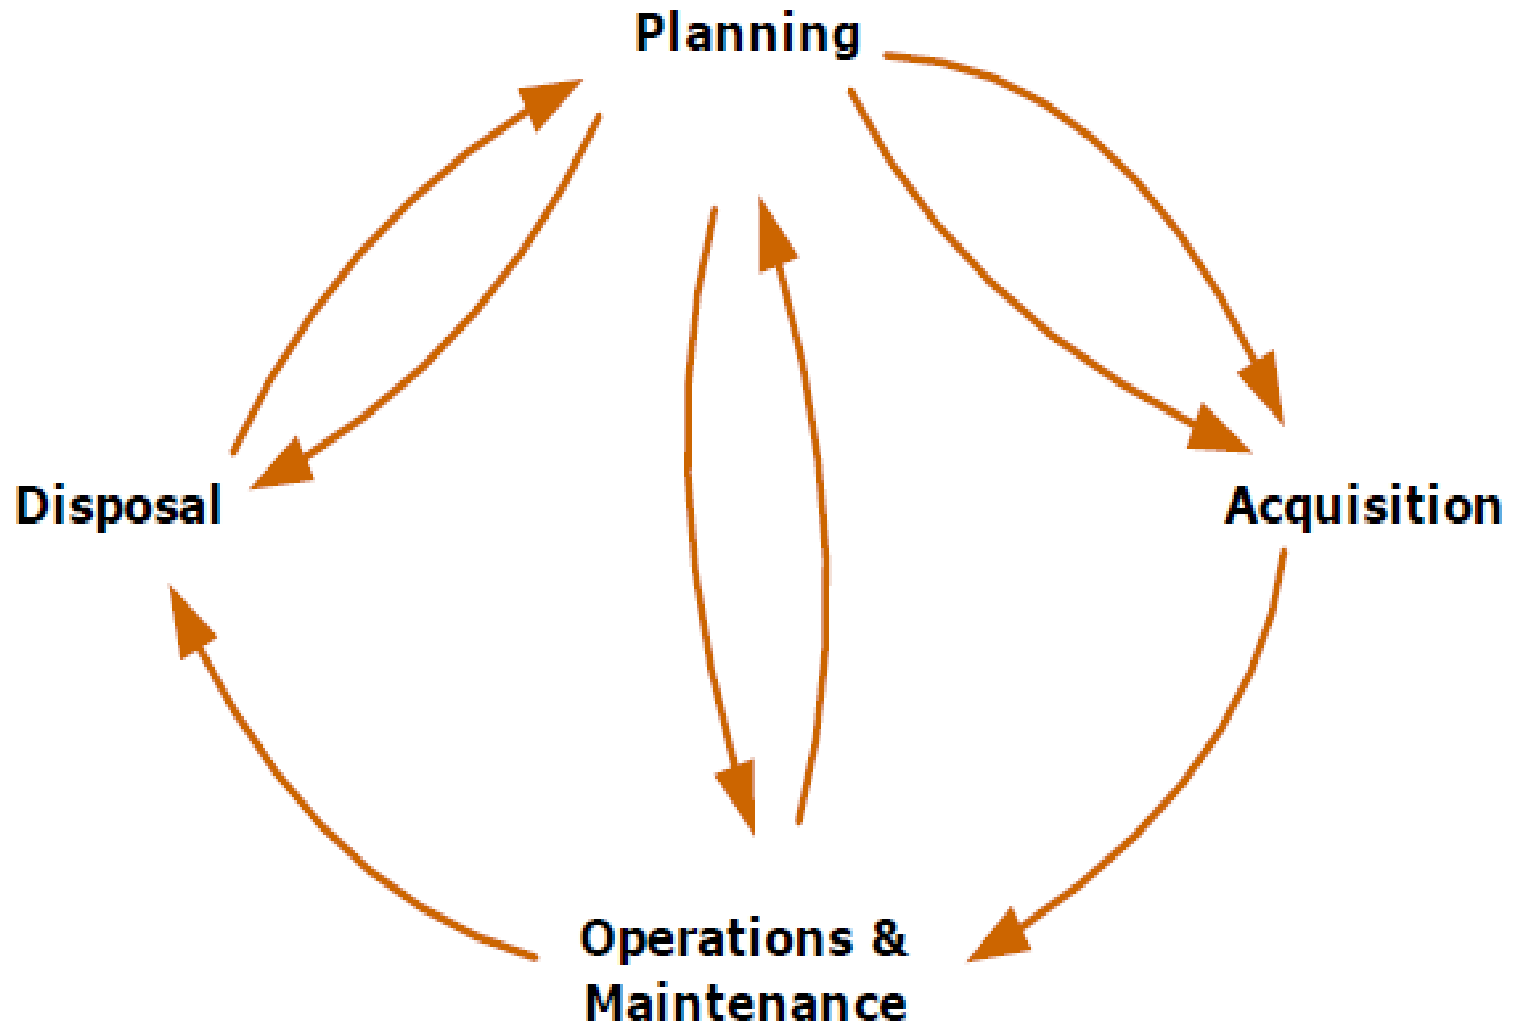 Planning
Disposal
Acquisition
Operations &
Maintenance